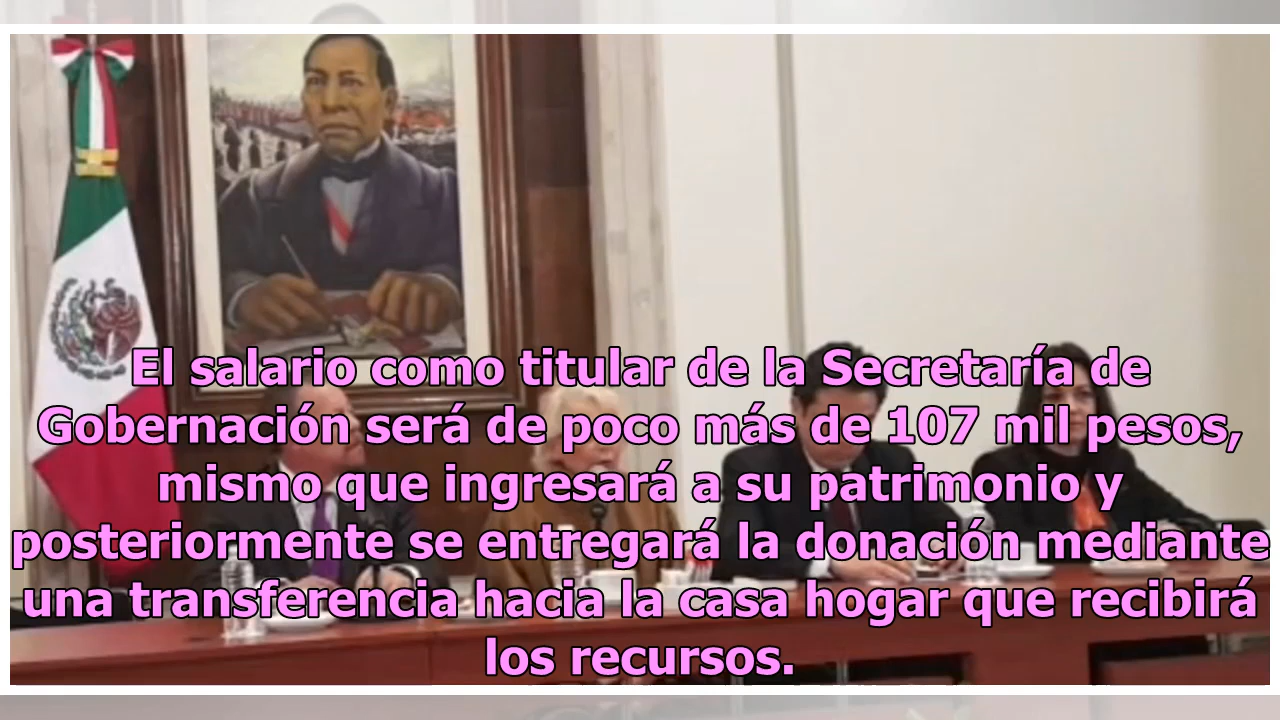 El salario como titular de la Secretaría de
Gobernación será de poco más de 107 mil pesos,
mismo que ingresará a su patrimonio y
posteriormente se entregará la donación mediante
una transferencia hacia la casa hogar que recibirá
los recursos.